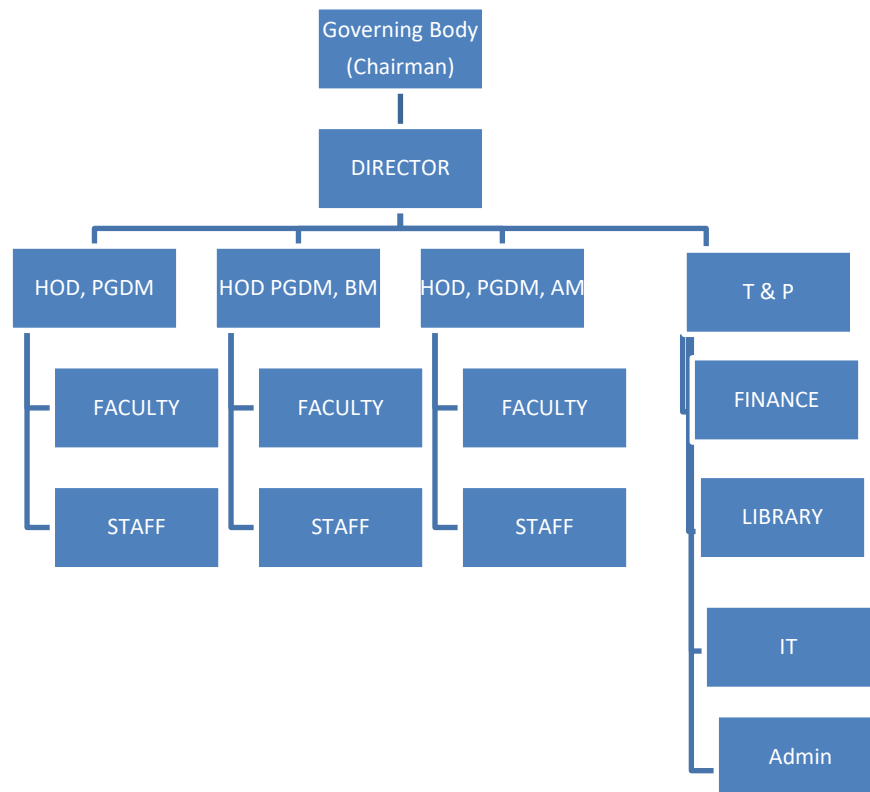 Governing Body
(Chairman)
DIRECTOR
HOD, PGDM
HOD PGDM, BM
HOD, PGDM, AM
T & P
FACULTY
FACULTY
FACULTY
FINANCE
STAFF
STAFF
STAFF
LIBRARY
IT
Admin